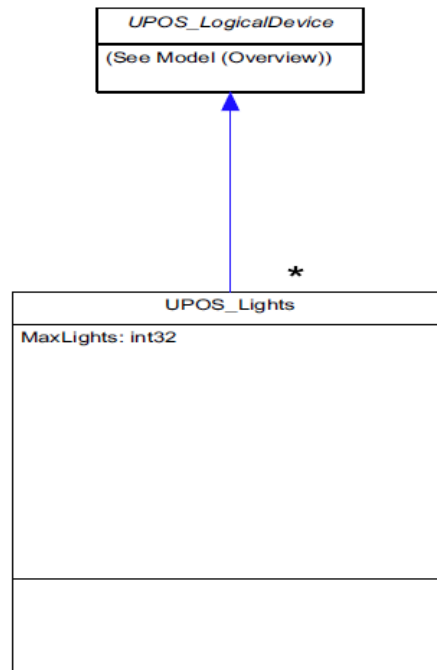 UPOS_LogicalDevice
(See Model (Overview))
*
UPOS_Lights
MaxLights: int32